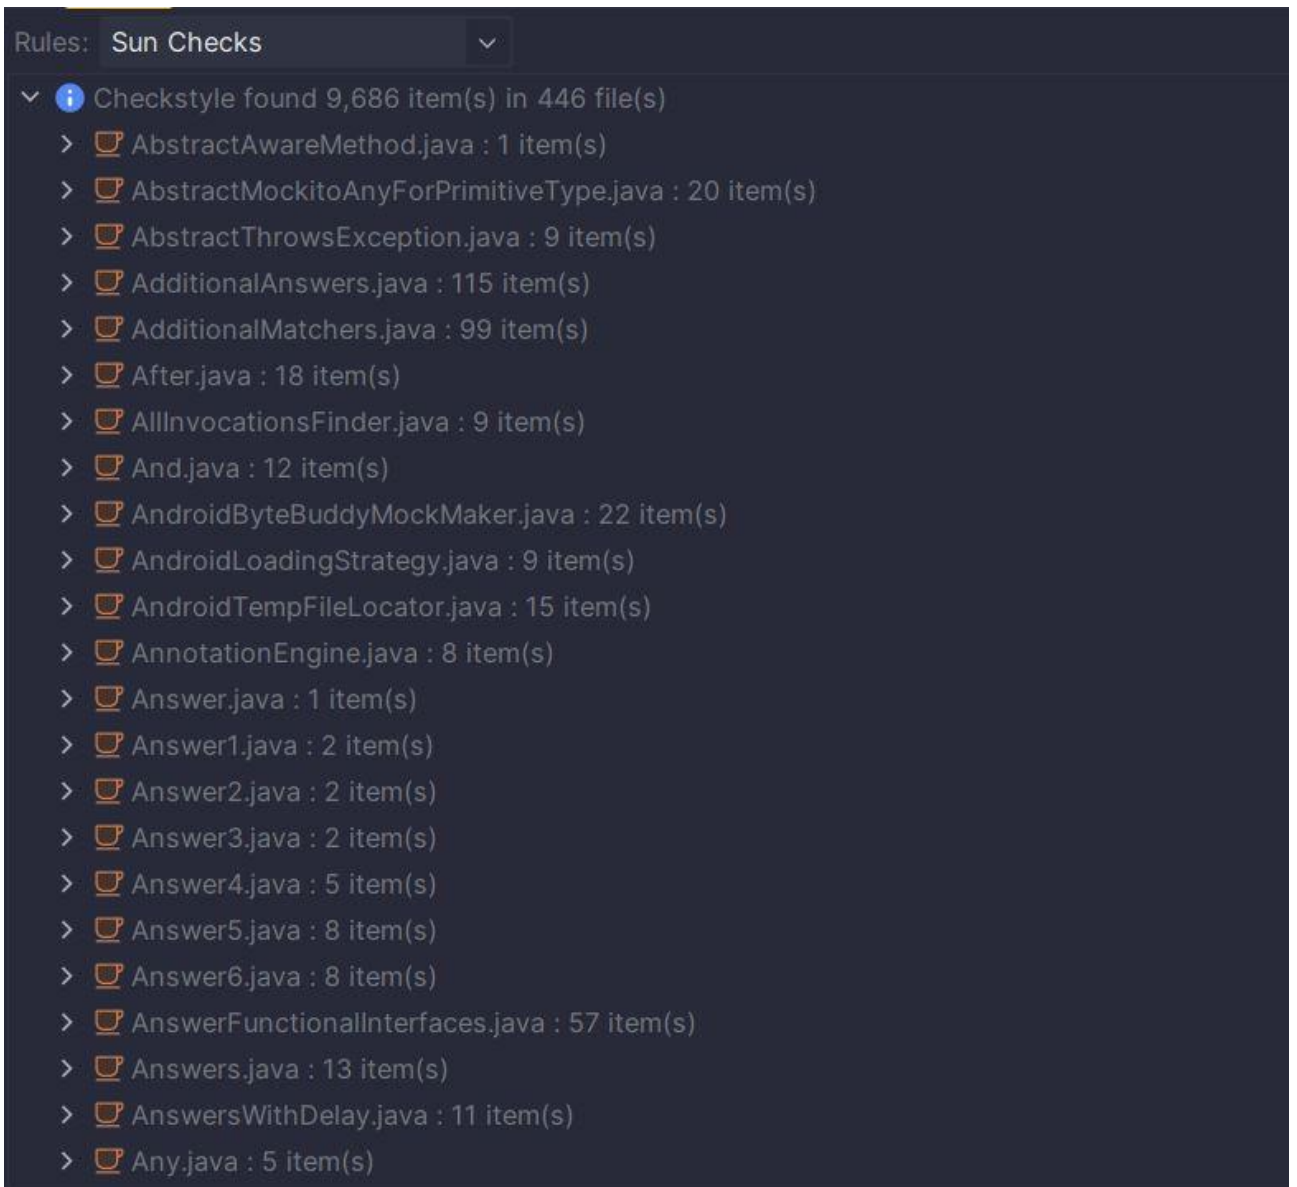 Rules: Sun Checks
Checkstyle found 9,686 item(s) in 446 file(s)
AbstractAwareMethod.java : 1 item(s)
AbstractMockitoAnyForPrimitiveType.java : 20 item(s)
AbstractThrowsException.java : 9 item(s)
AdditionalAnswers.java : 115 item(s)
AdditionalMatchers.java : 99 item(s)
After.java : 18 item(s)
AllInvocationsFinder.java : 9 item(s)
And.java : 12 item(s)
AndroidByteBuddyMockMaker.java : 22 item(s)
AndroidLoadingStrategy.java : 9 item(s)
AndroidTempFileLocator.java : 15 item(s)
AnnotationEngine.java : 8 item(s)
Answer.java : 1 item(s)
Answer1.java : 2 item(s)
Answer2.java : 2 item(s)
Answer3.java : 2 item(s)
Answer4.java : 5 item(s)
Answer5.java : 8 item(s)
Answer6.java : 8 item(s)
AnswerFunctionalInterfaces.java : 57 item(s)
Answers.java : 13 item(s)
AnswersWithDelay.java : 11 item(s)
Any.java : 5 item(s)